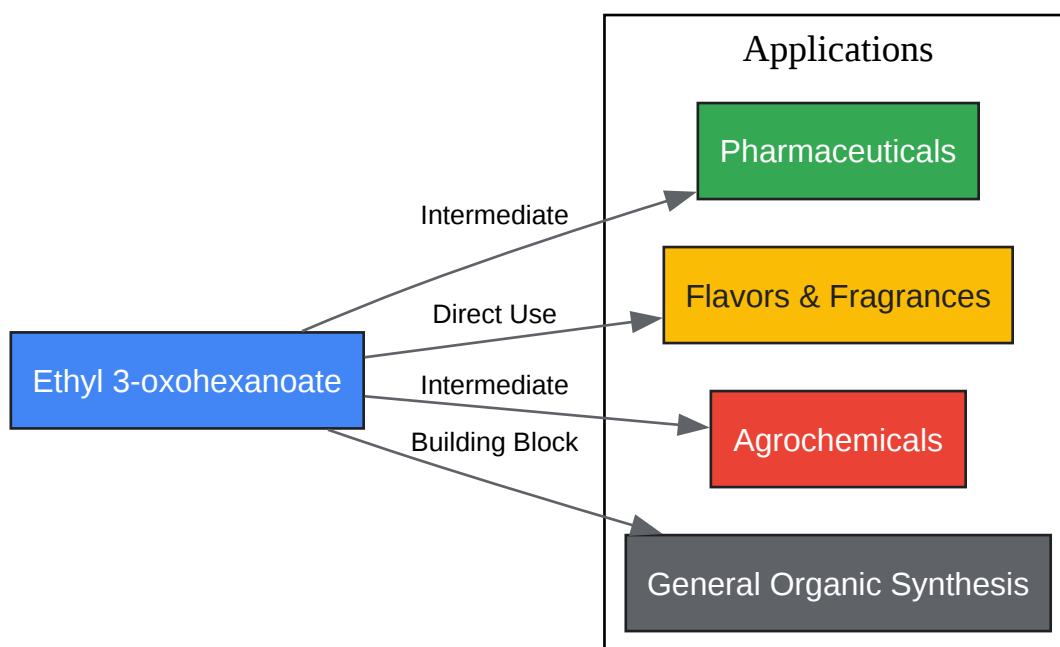 Applications
Pharmaceuticals
Intermediate
Flavors & Fragrances
Direct Use
Ethyl 3-oxohexanoate
Intermediate
Agrochemicals
Building Block
General Organic Synthesis